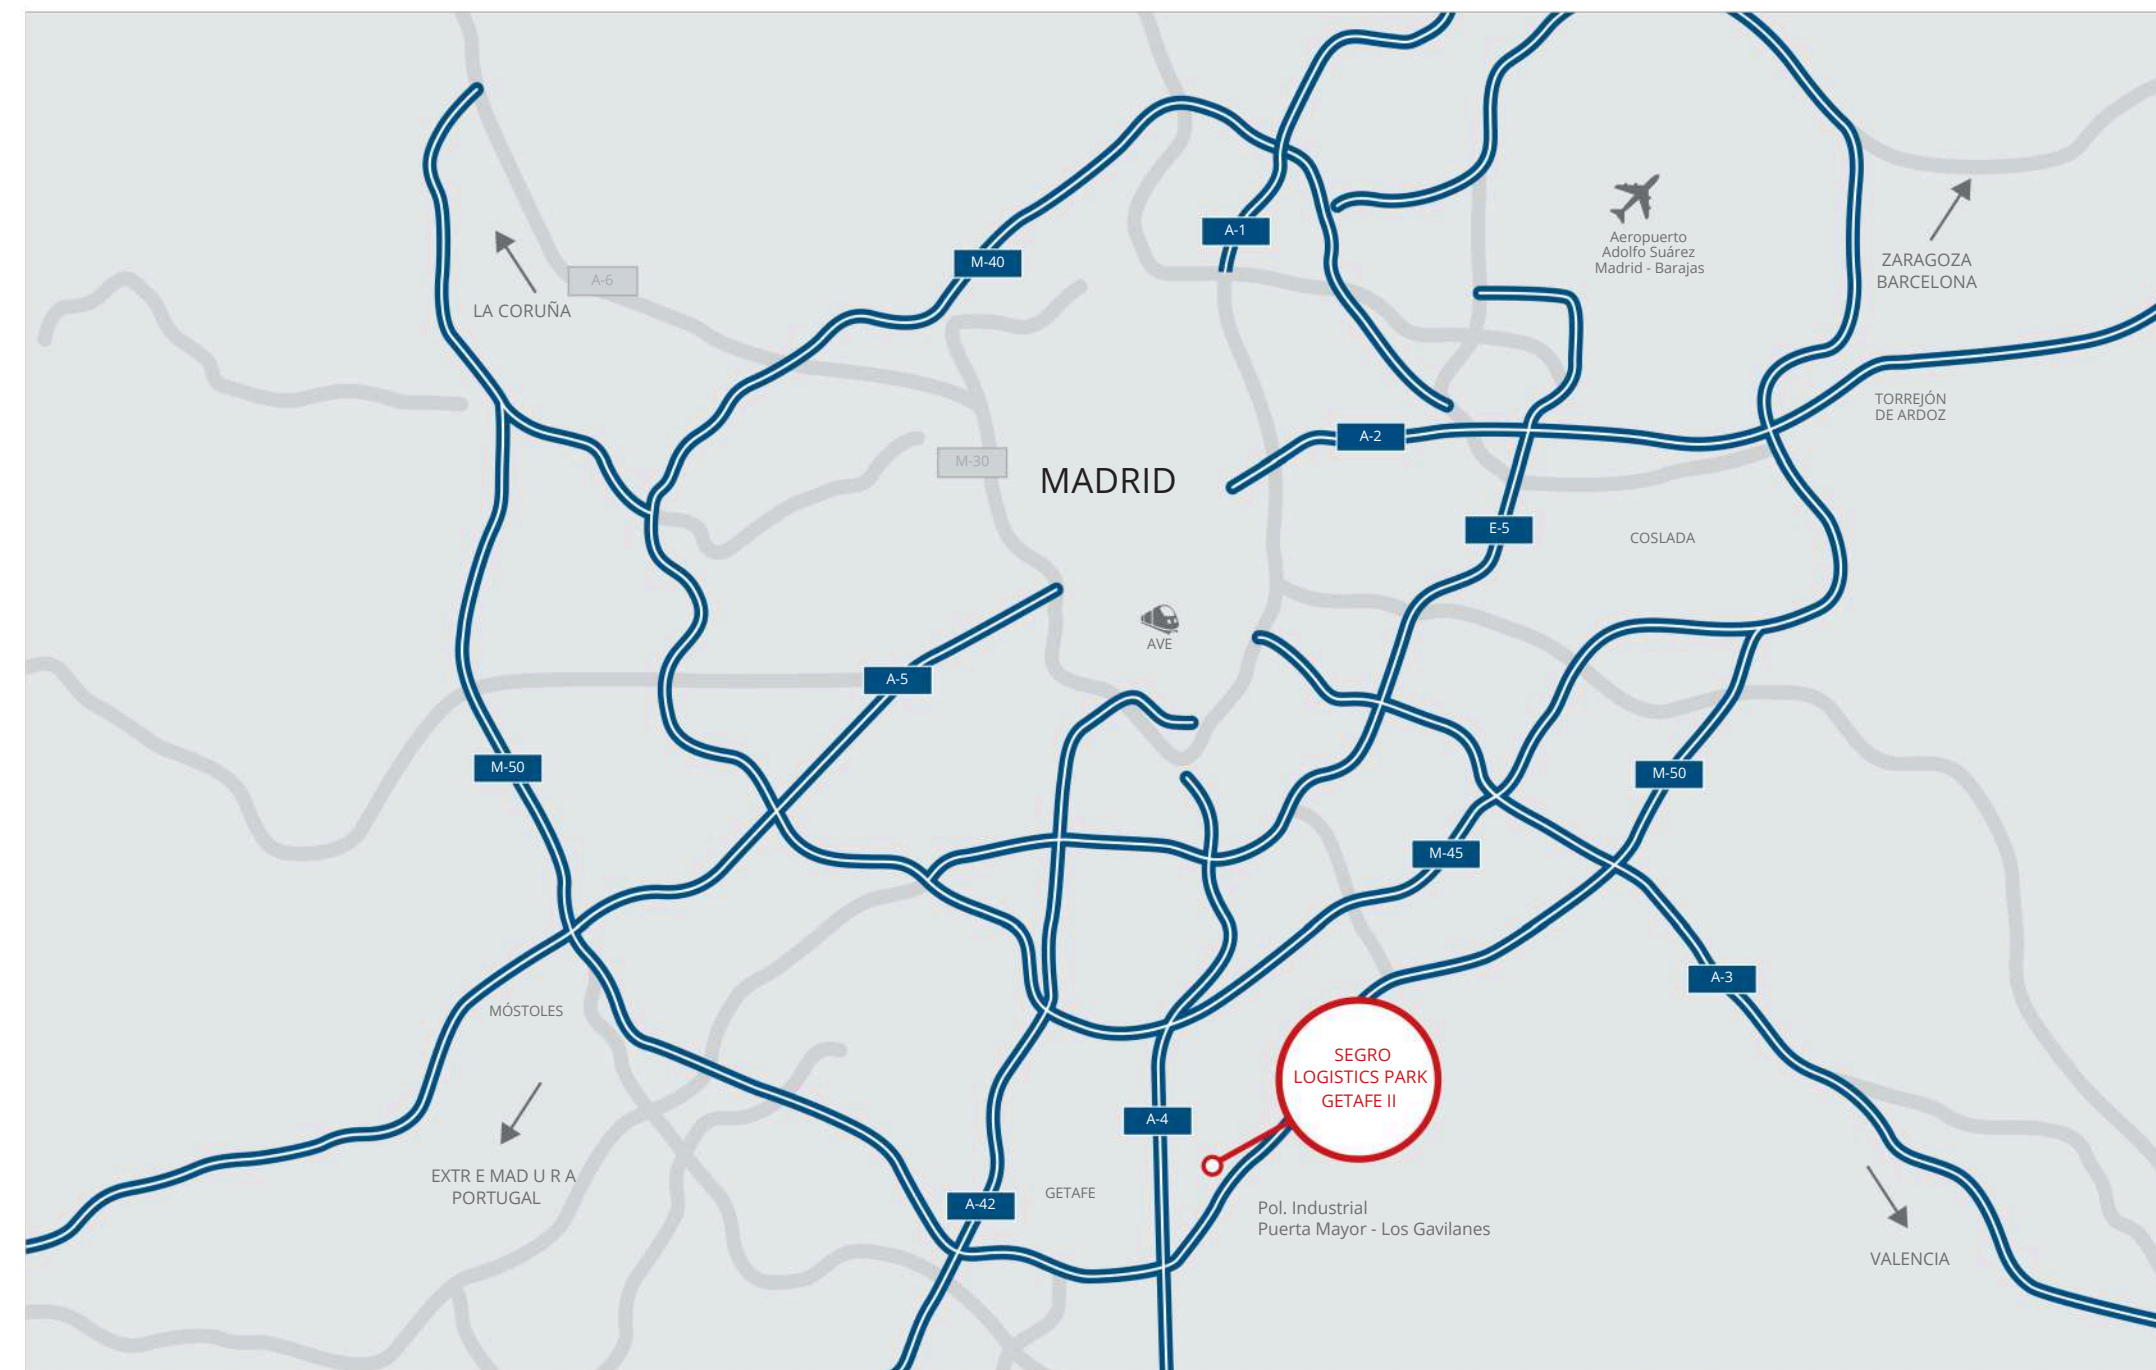 A-1
Aeropuerto
Adolfo Suárez
Madrid - Barajas
M-40
ZARAGOZA
BARCELONA
A-6
LA CORUÑA
TORREJÓN
DE ARDOZ
A-2
M-30
MADRID
E-5
COSLADA
AVE
A-5
M-50
M-50
M-45
A-3
MÓSTOLES
SEGRO
LOGISTICS PARK
GETAFE II
A-4
EXTR E MAD U R A
PORTUGAL
GETAFE
A-42
Pol. Industrial
Puerta Mayor - Los Gavilanes
VALENCIA